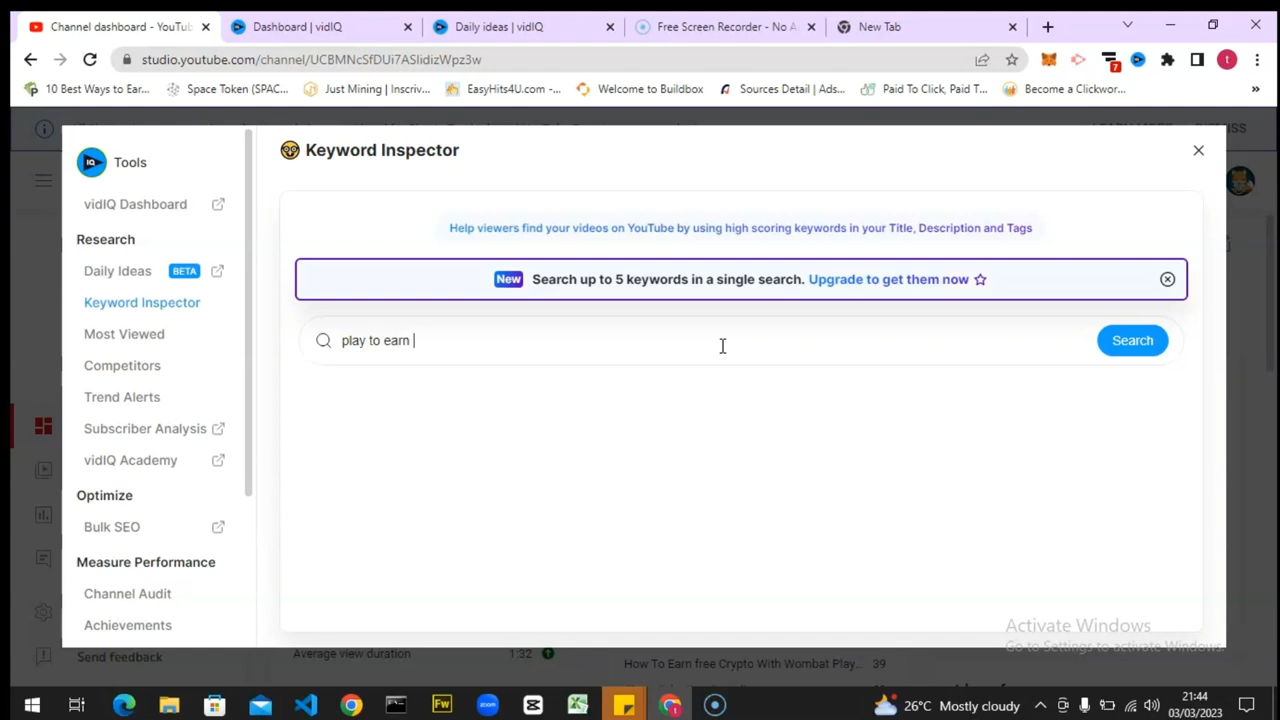 Channel dashboard - YouTu
Dashboard | vidIQ
Daily ideas | vidIQ
Free Screen Recorder - No A
New Tab
studio.youtube.com/channel/UCBMNcSfDUi7ASlidizWpz3w
7
t
10 Best Ways to Ear...
Space Token (SPAC...
Just Mining | Inscriv...
EasyHits4U.com -...
Welcome to Buildbox
Sources Detail | Ads...
Paid To Click, Paid T...
Become a Clickwor...
»
IQ
Tools
Keyword Inspector
vidIQ Dashboard
Research
Help viewers find your videos on YouTube by using high scoring keywords in your Title, Description and Tags
Daily Ideas
BETA
New
Search up to 5 keywords in a single search. Upgrade to get them now
Keyword Inspector
Most Viewed
play to earn
Search
Competitors
Trend Alerts
Subscriber Analysis
vidIQ Academy
Optimize
Bulk SEO
Measure Performance
Channel Audit
Achievements
Activate Windows
Go to Settings to activate Windows.
Send feedback
Average view duration
1:32
How To Earn free Crypto With Wombat Play...
39
Fw
zoom
26°C Mostly cloudy
21:44
03/03/2023